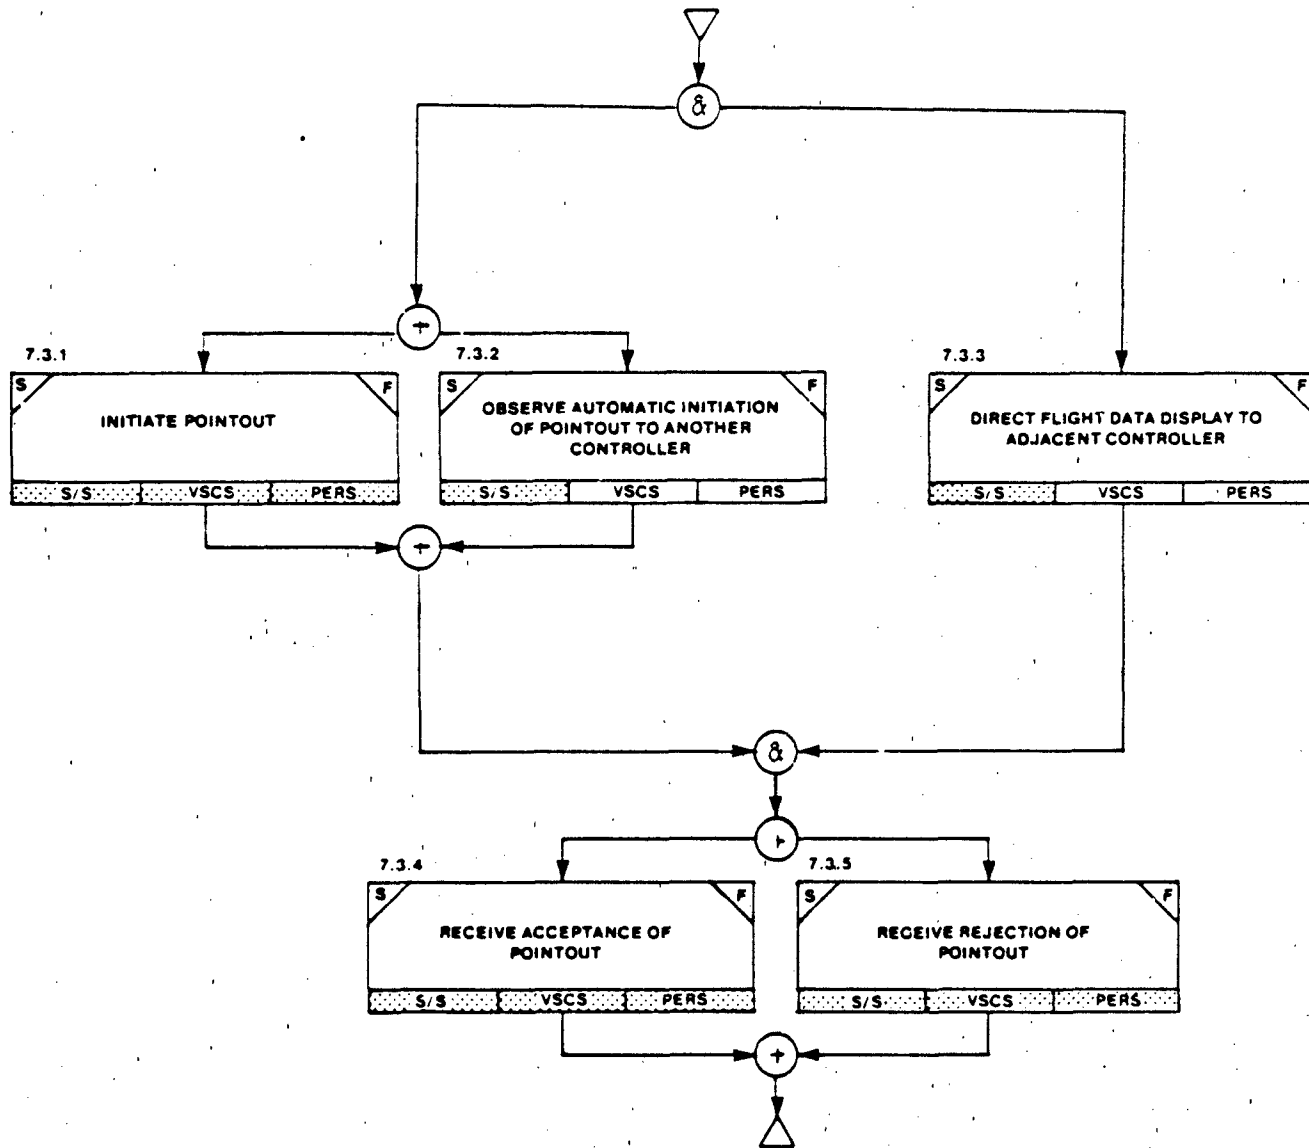 &
+
7.3.1
S
F
INITIATE POINTOUT
S/S VSCS PERS
7.3.2
S
F
OBSERVE AUTOMATIC INITIATION
OF POINTOUT TO ANOTHER
CONTROLLER
S/S VSCS PERS
7.3.3
S
F
DIRECT FLIGHT DATA DISPLAY TO
ADJACENT CONTROLLER
S/S VSCS PERS
+
&
+
7.3.4
S
F
RECEIVE ACCEPTANCE OF
POINTOUT
S/S VSCS PERS
7.3.5
S
F
RECEIVE REJECTION OF
POINTOUT
S/S VSCS PERS
+